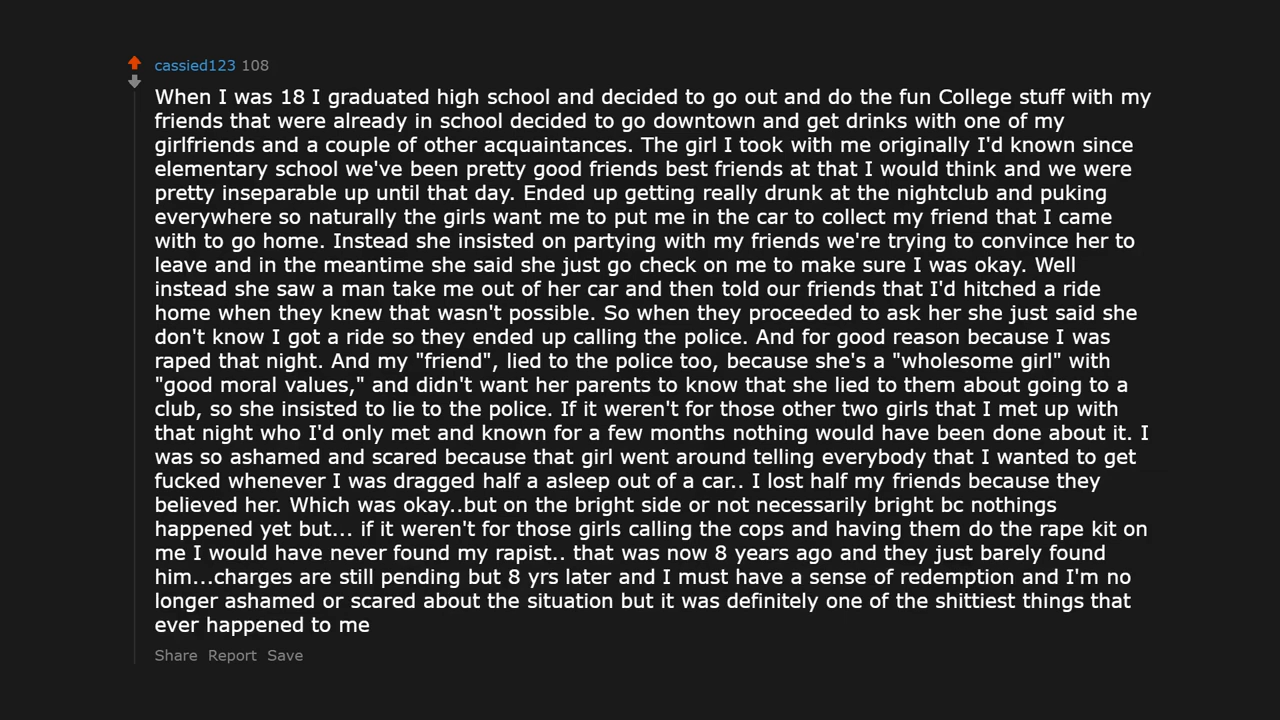 cassied123 108
When I was 18 I graduated high school and decided to go out and do the fun College stuff with my
friends that were already in school decided to go downtown and get drinks with one of my
girlfriends and a couple of other acquaintances. The girl I took with me originally I'd known since
elementary school we've been pretty good friends best friends at that I would think and we were
pretty inseparable up until that day. Ended up getting really drunk at the nightclub and puking
everywhere so naturally the girls want me to put me in the car to collect my friend that I came
with to go home. Instead she insisted on partying with my friends we're trying to convince her to
leave and in the meantime she said she just go check on me to make sure I was okay. Well
instead she saw a man take me out of her car and then told our friends that I'd hitched a ride
home when they knew that wasn't possible. So when they proceeded to ask her she just said she
don't know I got a ride so they ended up calling the police. And for good reason because I was
raped that night. And my "friend", lied to the police too, because she's a "wholesome girl" with
"good moral values," and didn't want her parents to know that she lied to them about going to a
club, so she insisted to lie to the police. If it weren't for those other two girls that I met up with
that night who I'd only met and known for a few months nothing would have been done about it. I
was so ashamed and scared because that girl went around telling everybody that I wanted to get
fucked whenever I was dragged half a asleep out of a car.. I lost half my friends because they
believed her. Which was okay..but on the bright side or not necessarily bright bc nothings
happened yet but... if it weren't for those girls calling the cops and having them do the rape kit on
me I would have never found my rapist.. that was now 8 years ago and they just barely found
him...charges are still pending but 8 yrs later and I must have a sense of redemption and I'm no
longer ashamed or scared about the situation but it was definitely one of the shittiest things that
ever happened to me
Share Report Save